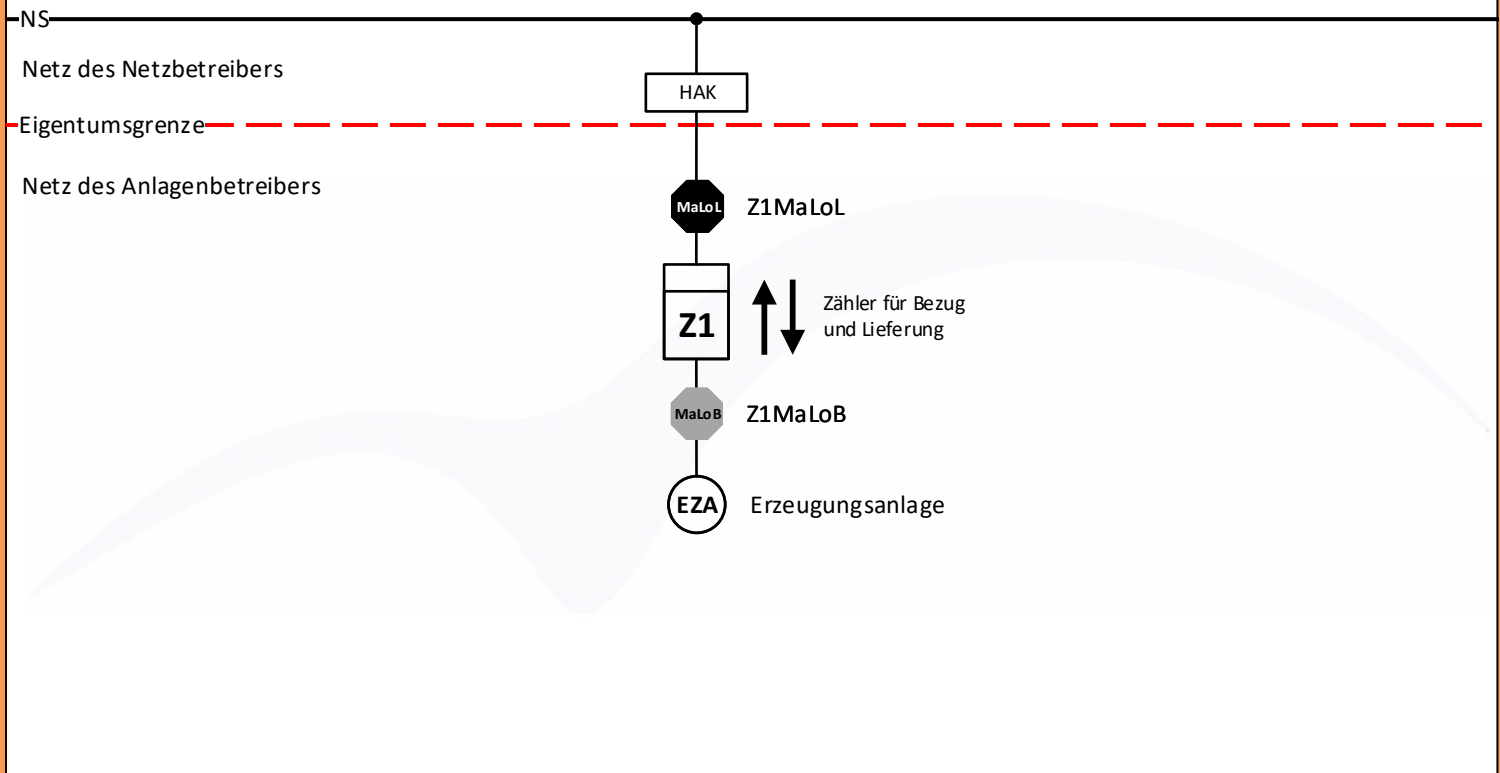 NS
Netz des Netzbetreibers
HAK
Eigentumsgrenze
Netz des Anlagenbetreibers
MaLoL Z1MaLoL
Z1
Zähler für Bezug
und Lieferung
MaLoB Z1MaLoB
EZA Erzeugungsanlage